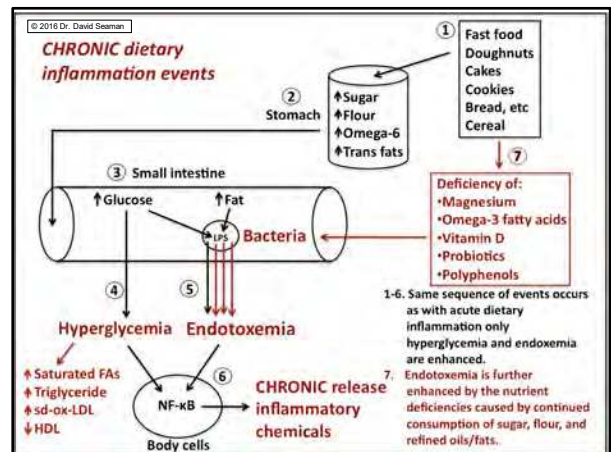 © 2016 Dr. David Seaman
CHRONIC dietary
inflammation events
1
Fast food
Doughnuts
Cakes
Cookies
Bread, etc
Cereal
2
Stomach
↑Sugar
↑Flour
↑Omega-6
↑Trans fats
7
Deficiency of:
•Magnesium
•Omega-3 fatty acids
•Vitamin D
•Probiotics
•Polyphenols
3 Small intestine
↑Glucose
↑Fat
LPS
Bacteria
4
5
Hyperglycemia
Endotoxemia
↑Saturated FAs
↑Triglyceride
↑sd-ox-LDL
↓HDL
6
NF-κB
Body cells
CHRONIC release
inflammatory
chemicals
1-6. Same sequence of events occurs
as with acute dietary
inflammation only
hyperglycemia and endoxemia
are enhanced.
7. Endotoxemia is further
enhanced by the nutrient
deficiencies caused by continued
consumption of sugar, flour, and
refined oils/fats.